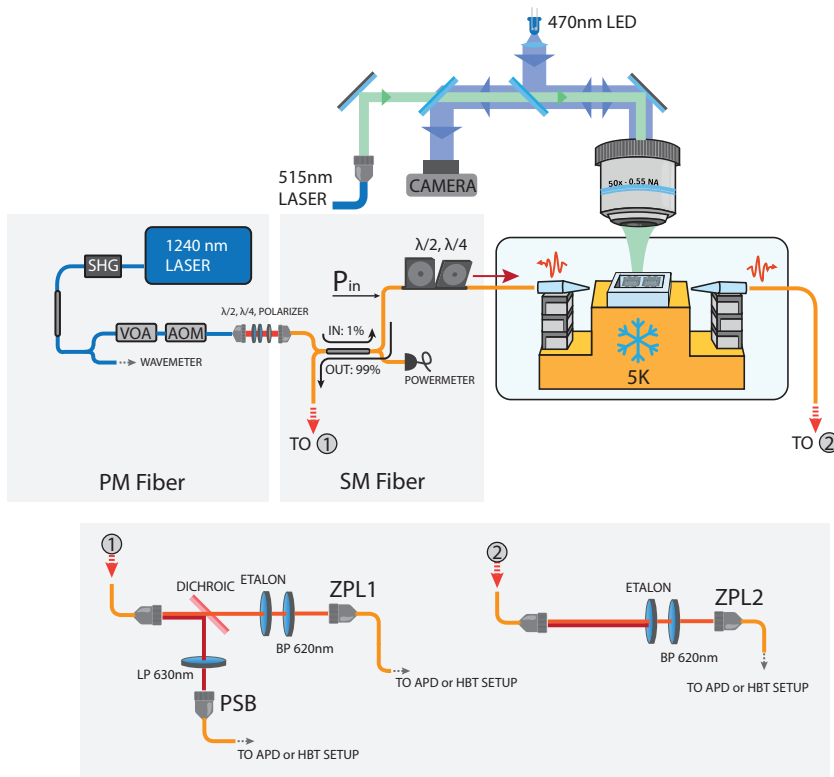 470nm LED
515nm
LASER
CAMERA
50x - 0.55 NA
1240 nm
LASER
SHG
λ/2, λ/4, POLARIZER
VOA
AOM
WAVEMETER
PM Fiber
λ/2, λ/4
Pin
IN: 1%
OUT: 99%
POWERMETER
TO 1
SM Fiber
5K
TO 2
1
DICHROIC
ETALON
ZPL1
BP 620nm
LP 630nm
PSB
TO APD or HBT SETUP
TO APD or HBT SETUP
2
ETALON
ZPL2
BP 620nm
TO APD or HBT SETUP